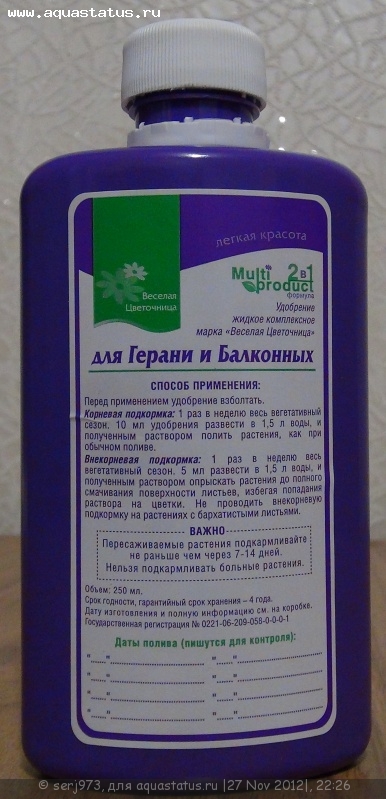 www.aquastatus.ru
легкая красота
Веселая
Цветочница
Multi 2в1
product формула
Удобрение
жидкое комплексное
марка «Веселая Цветочница»
для Герани и Балконных
СПОСОБ ПРИМЕНЕНИЯ:
Перед применением удобрение взболтать.
Корневая подкормка: 1 раз в неделю весь вегетативный
сезон. 10 мл удобрения развести в 1,5 л воды, и
полученным раствором полить растения, как при
обычном поливе.
Внекорневая подкормка: 1 раз в неделю весь
вегетативный сезон. 5 мл развести в 1,5 л воды, и
полученным раствором опрыскать растения до полного
смачивания поверхности листьев, избегая попадания
раствора на цветки. Не проводить внекорневую
подкормку на растениях с бархатистыми листьями.
ВАЖНО
Пересаживаемые растения подкармливайте
не раньше чем через 7-14 дней.
Нельзя подкармливать больные растения.
Объем: 250 мл.
Срок годности, гарантийный срок хранения – 4 года.
Дату изготовления и полную информацию см. на коробке.
Государственная регистрация № 0221-06-209-058-0-0-0-1
Даты полива (пишутся для контроля):
© serj973, для aquastatus.ru |27 Nov 2012|, 22:26